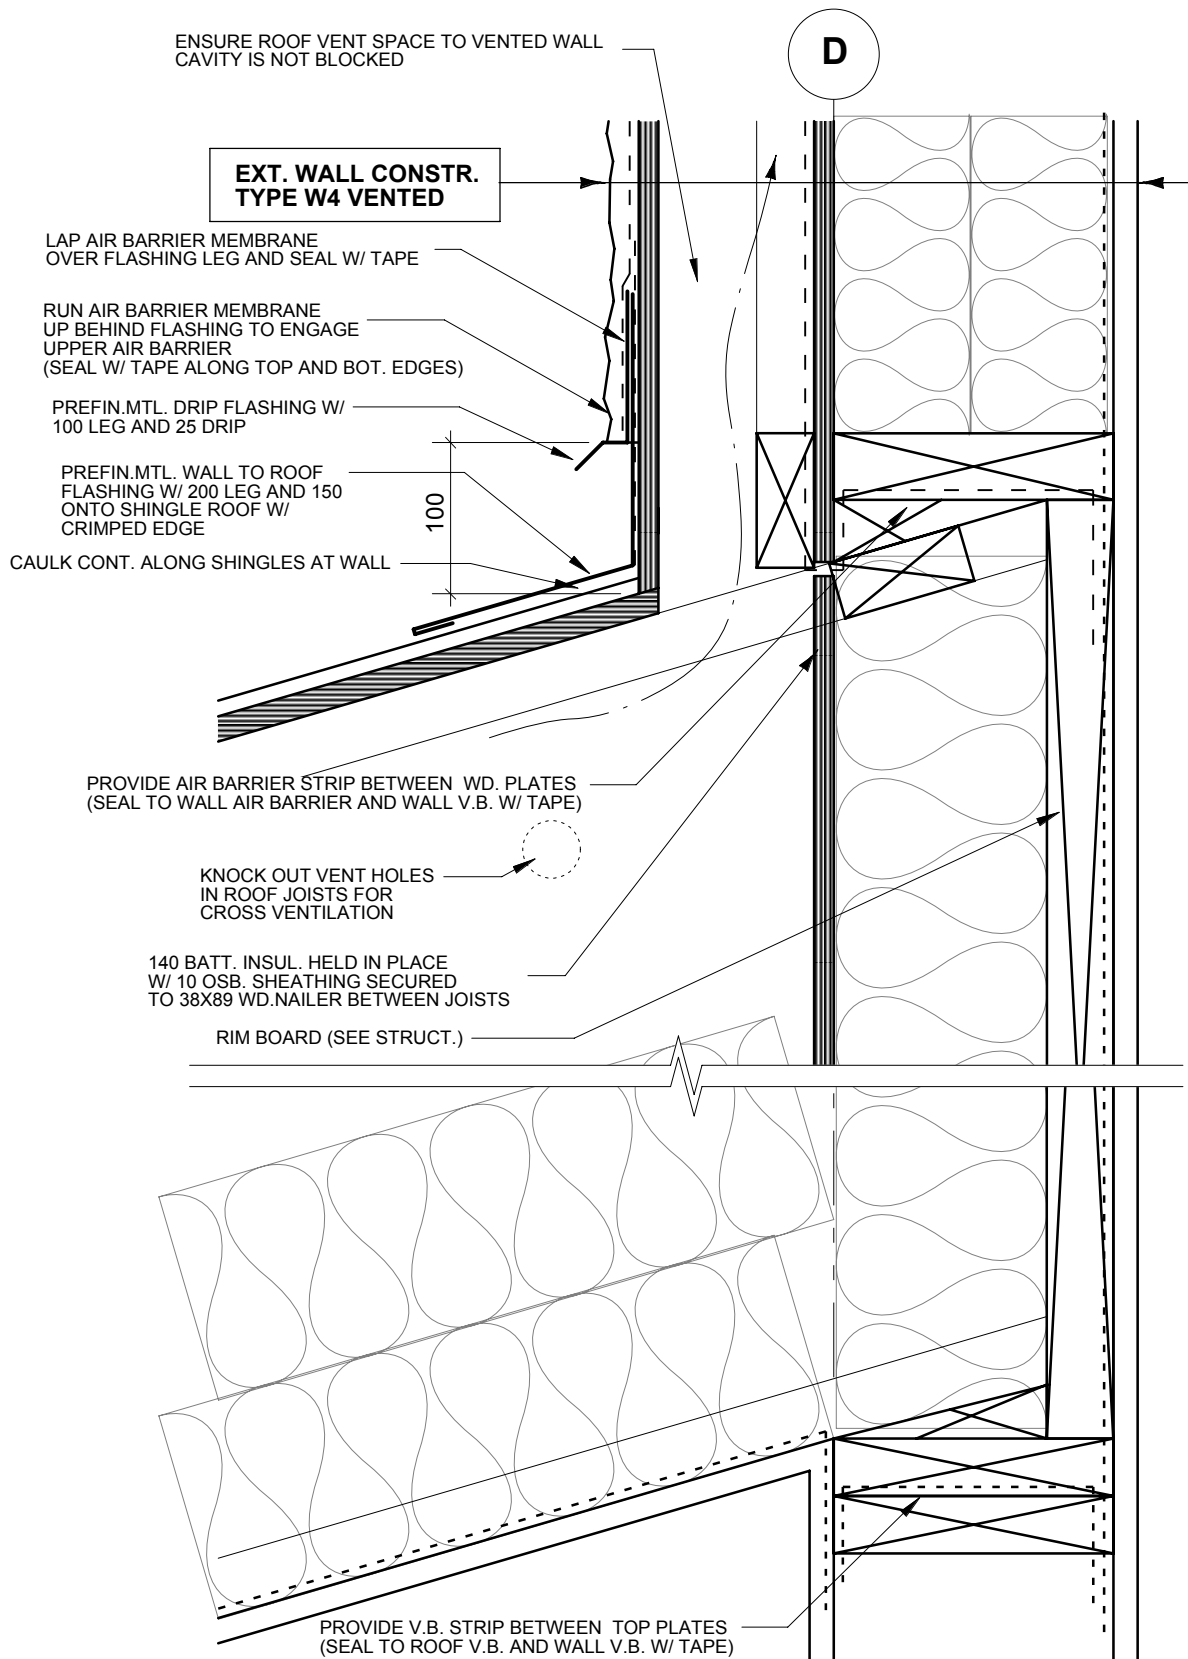 ENSURE ROOF VENT SPACE TO VENTED WALL
CAVITY IS NOT BLOCKED
D
EXT. WALL CONSTR.
TYPE W4 VENTED
LAP AIR BARRIER MEMBRANE
OVER FLASHING LEG AND SEAL W/ TAPE
RUN AIR BARRIER MEMBRANE
UP BEHIND FLASHING TO ENGAGE
UPPER AIR BARRIER
(SEAL W/ TAPE ALONG TOP AND BOT. EDGES)
PREFIN.MTL. DRIP FLASHING W/
100 LEG AND 25 DRIP
PREFIN.MTL. WALL TO ROOF
FLASHING W/ 200 LEG AND 150
ONTO SHINGLE ROOF W/
CRIMPED EDGE
100
CAULK CONT. ALONG SHINGLES AT WALL
PROVIDE AIR BARRIER STRIP BETWEEN WD. PLATES
(SEAL TO WALL AIR BARRIER AND WALL V.B. W/ TAPE)
KNOCK OUT VENT HOLES
IN ROOF JOISTS FOR
CROSS VENTILATION
140 BATT. INSUL. HELD IN PLACE
W/ 10 OSB. SHEATHING SECURED
TO 38X89 WD.NAILER BETWEEN JOISTS
RIM BOARD (SEE STRUCT.)
PROVIDE V.B. STRIP BETWEEN TOP PLATES
(SEAL TO ROOF V.B. AND WALL V.B. W/ TAPE)